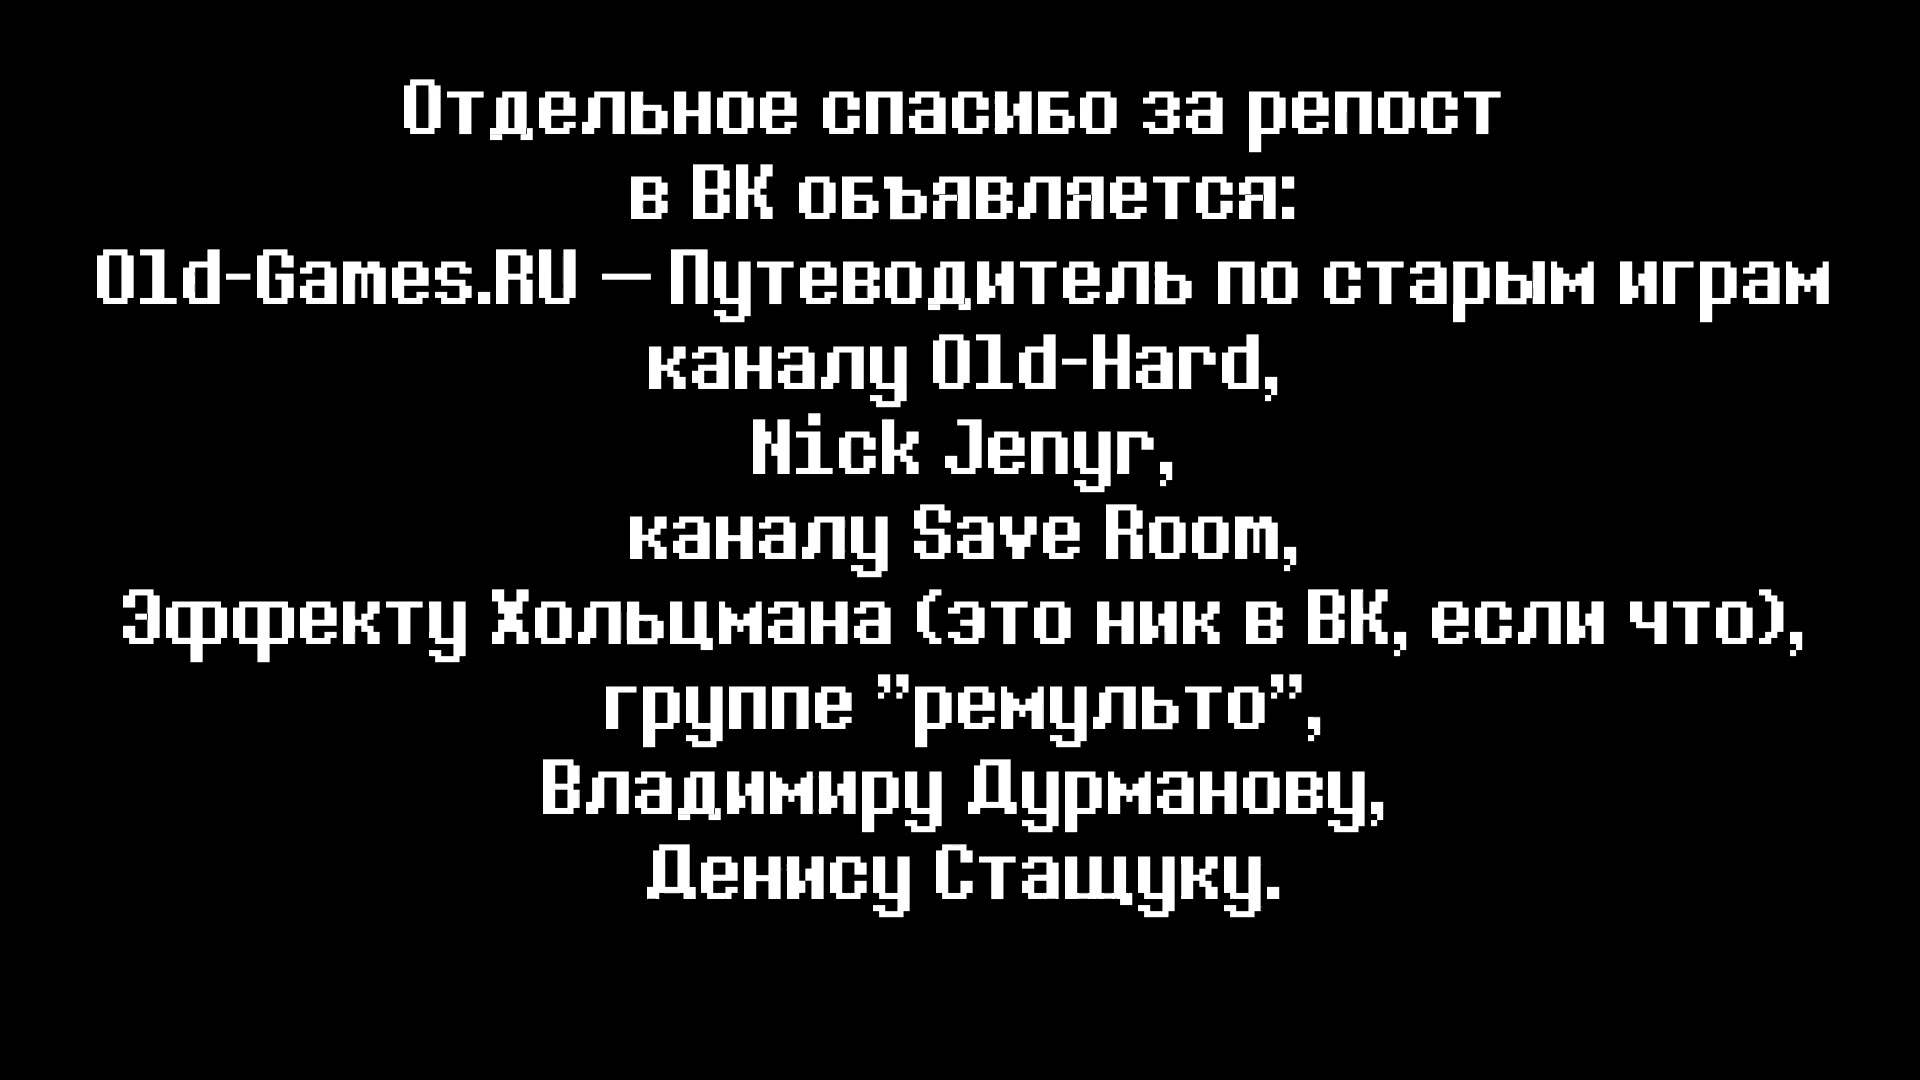 Отдельное спасибо за репост
в ВК объявляется:
Old-Games.RU — Путеводитель по старым играм
каналу Old-Hard,
Nick Jenyr,
каналу Save Room,
Эффекту Хольцмана (это ник в ВК, если что),
группе "ремульто",
Владимиру Дурманову,
Денису Стащуку.